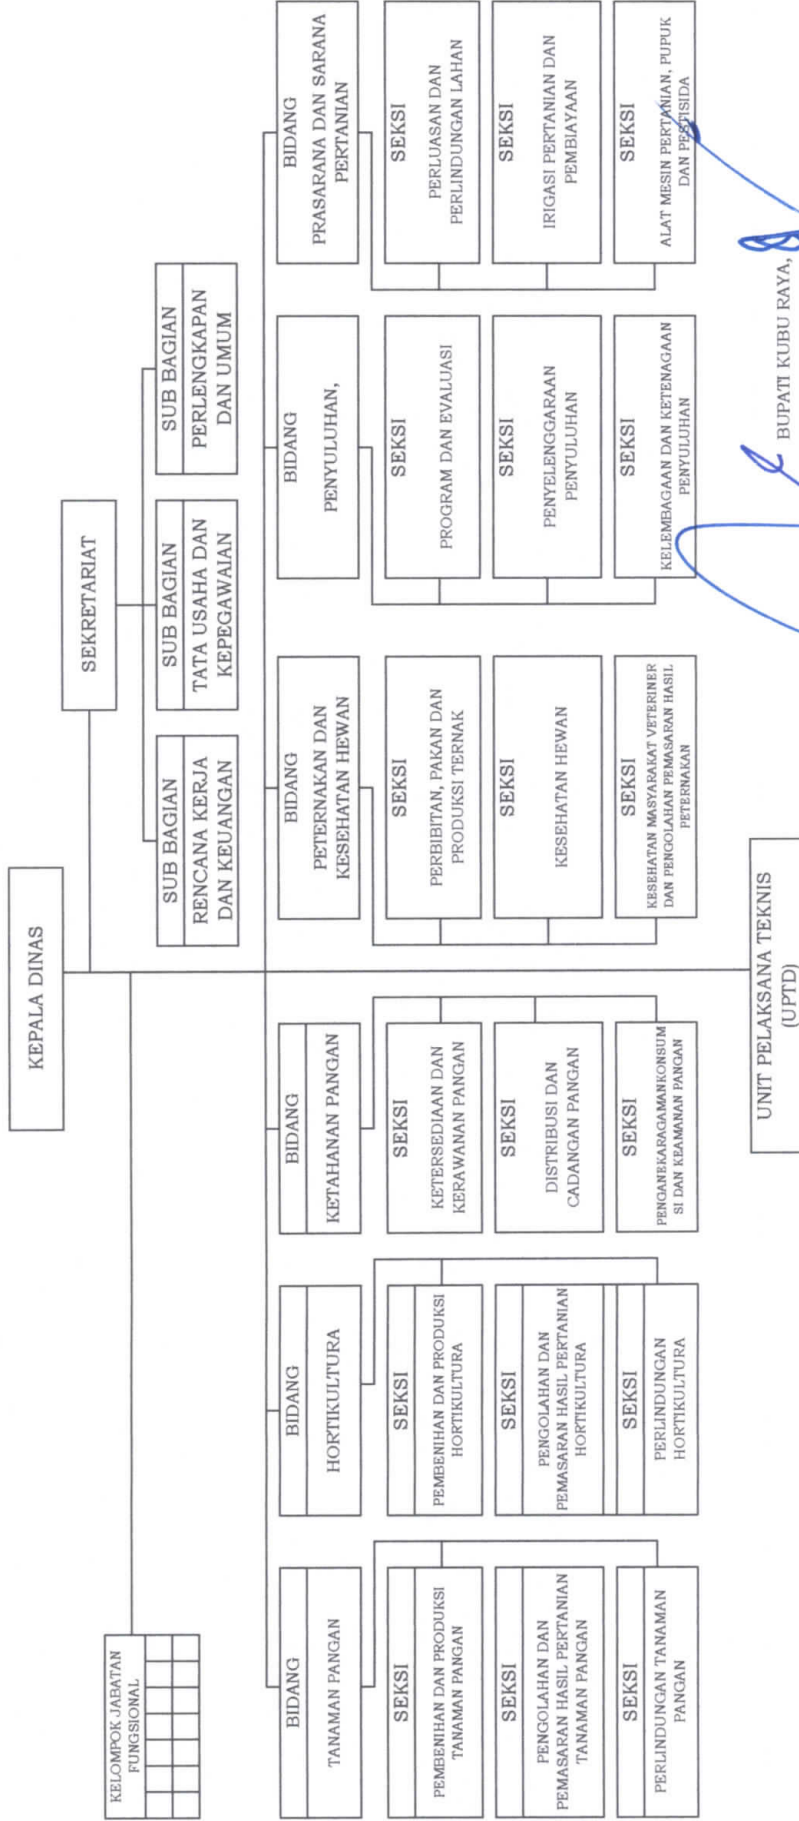 KEPALA DINAS
KELOMPOK JABATAN
FUNGSIONAL
SEKRETARIAT
SUB BAGIAN
RENCANA KERJA
DAN KEUANGAN
SUB BAGIAN
TATA USAHA DAN
KEPEGAWAIAN
SUB BAGIAN
PERLENGKAPAN
DAN UMUM
BIDANG
TANAMAN PANGAN
SEKSI
PEMBENIHAN DAN PRODUKSI
TANAMAN PANGAN
SEKSI
PENGOLAHAN DAN
PEMASARAN HASIL PERTANIAN
TANAMAN PANGAN
SEKSI
PERLINDUNGAN TANAMAN
PANGAN
BIDANG
HORTIKULTURA
SEKSI
PEMBENIHAN DAN PRODUKSI
HORTIKULTURA
SEKSI
PENGOLAHAN DAN
PEMASARAN HASIL PERTANIAN
HORTIKULTURA
SEKSI
PERLINDUNGAN
HORTIKULTURA
BIDANG
KETAHANAN PANGAN
SEKSI
KETERSEDIAAN DAN
KERAWANAN PANGAN
SEKSI
DISTRIBUSI DAN
CADANGAN PANGAN
SEKSI
PENGANEKARAGAMANKONSUM
SI DAN KEAMANAN PANGAN
BIDANG
PETERNAKAN DAN
KESEHATAN HEWAN
SEKSI
PERBIBITAN, PAKAN DAN
PRODUKSI TERNAK
SEKSI
KESEHATAN HEWAN
SEKSI
KESEHATAN MASYARAKAT VETERINER
DAN PENGOLAHAN PEMASARAN HASIL
PETERNAKAN
BIDANG
PENYULUHAN,
SEKSI
PROGRAM DAN EVALUASI
SEKSI
PENYELENGGARAAN
PENYULUHAN
SEKSI
KELEMBAGAAN DAN KETENAGAAN
PENYULUHAN
BIDANG
PRASARANA DAN SARANA
PERTANIAN
SEKSI
PERLUASAN DAN
PERLINDUNGAN LAHAN
SEKSI
IRIGASI PERTANIAN DAN
PEMBIAYAAN
SEKSI
ALAT MESIN PERTANIAN, PUPUK
DAN PESTISIDA
UNIT PELAKSANA TEKNIS
(UPTD)
BUPATI KUBU RAYA,